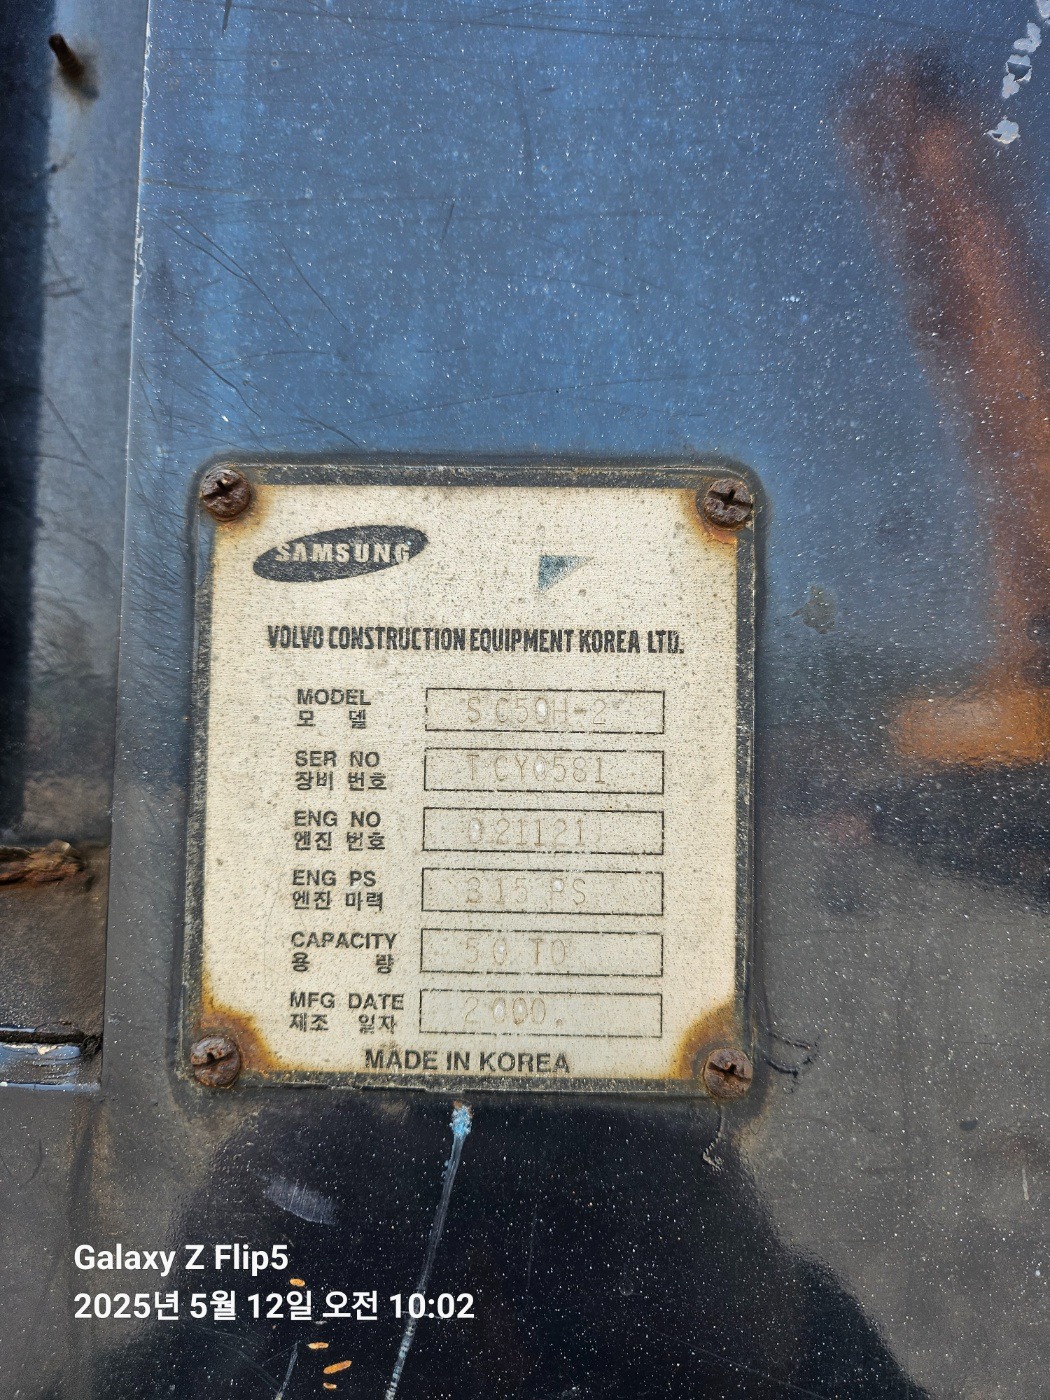 SAMSUNG
VOLVO CONSTRUCTION EQUIPMENT KOREA LTD.
MODEL SC50H-2
모 델
SER NO TCY0581
장비 번호
ENG NO 021121
엔진 번호
ENG PS 315 PS
엔진 마력
CAPACITY 50 TO
용 량
MFG DATE 2000.
제조 일자
MADE IN KOREA
Galaxy Z Flip5
2025년 5월 12일 오전 10:02